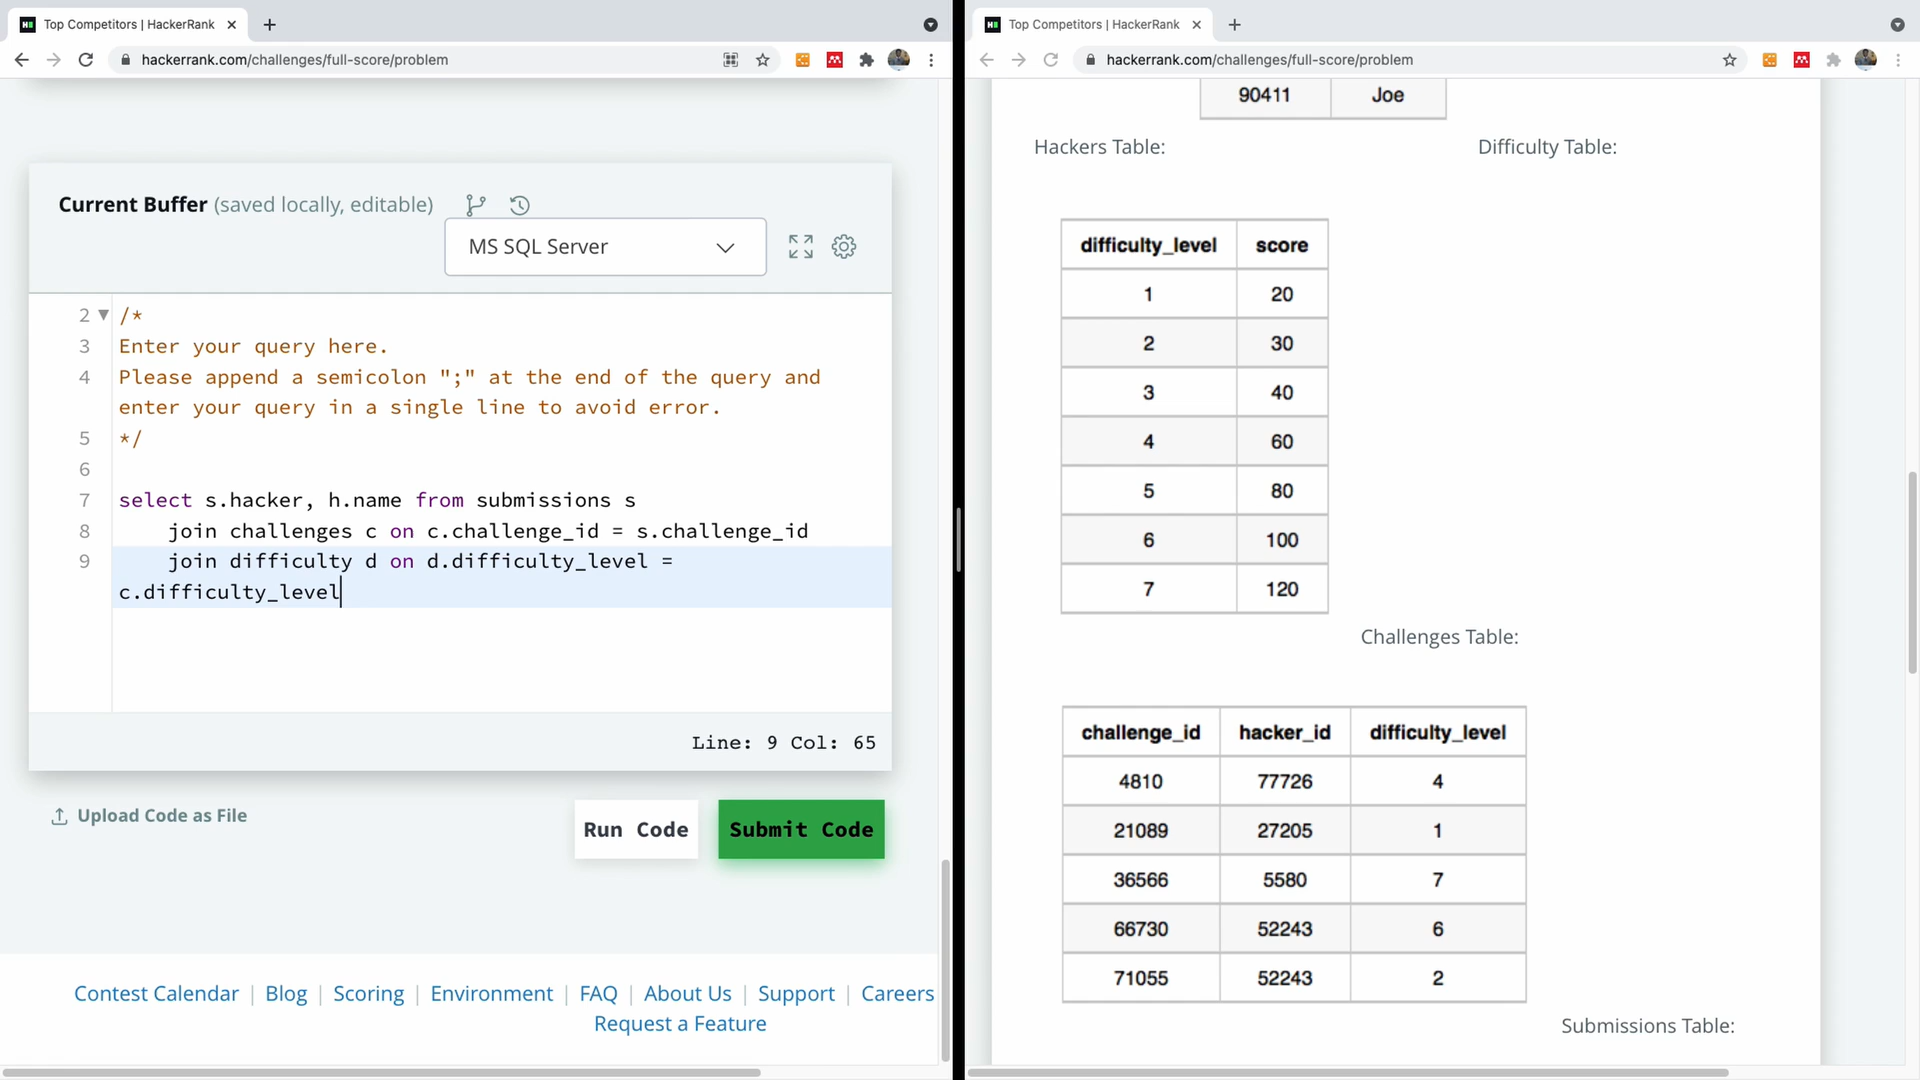 Top Competitors | HackerRank
hackerrank.com/challenges/full-score/problem
Current Buffer (saved locally, editable)
MS SQL Server
2 /*
3 Enter your query here.
4 Please append a semicolon ";" at the end of the query and
enter your query in a single line to avoid error.
5 */
6
7 select s.hacker, h.name from submissions s
8 join challenges c on c.challenge_id = s.challenge_id
9 join difficulty d on d.difficulty_level =
c.difficulty_level
Line: 9 Col: 65
Upload Code as File
Run Code
Submit Code
Contest Calendar | Blog | Scoring | Environment | FAQ | About Us | Support | Careers
Request a Feature
Top Competitors | HackerRank
hackerrank.com/challenges/full-score/problem
90411 Joe
Hackers Table: Difficulty Table:
difficulty_level score
1 20
2 30
3 40
4 60
5 80
6 100
7 120
Challenges Table:
challenge_id hacker_id difficulty_level
4810 77726 4
21089 27205 1
36566 5580 7
66730 52243 6
71055 52243 2
Submissions Table: